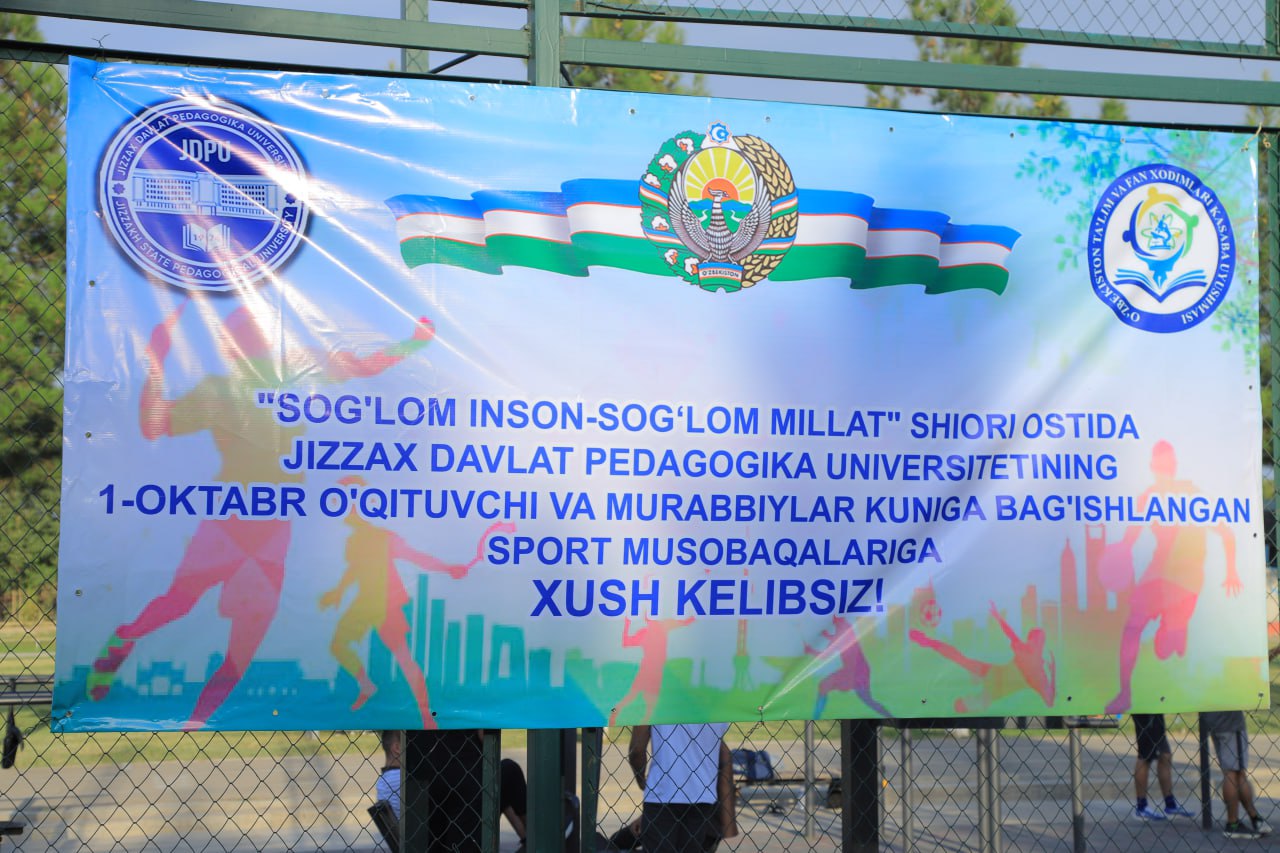 JIZZAX DAVLAT PEDAGOGIKA UNIVERSITETI
JDPU
JIZZAKH STATE PEDAGOGICAL UNIVERSITY
O'ZBEKISTON
O'ZBEKISTON TA'LIM VA FAN XODIMLARI KASABA UYUSHMASI
"SOG'LOM INSON-SOG‘LOM MILLAT" SHIORI OSTIDA
JIZZAX DAVLAT PEDAGOGIKA UNIVERSITETINING
1-OKTABR O'QITUVCHI VA MURABBIYLAR KUNIGA BAG'ISHLANGAN
SPORT MUSOBAQALARIGA
XUSH KELIBSIZ!